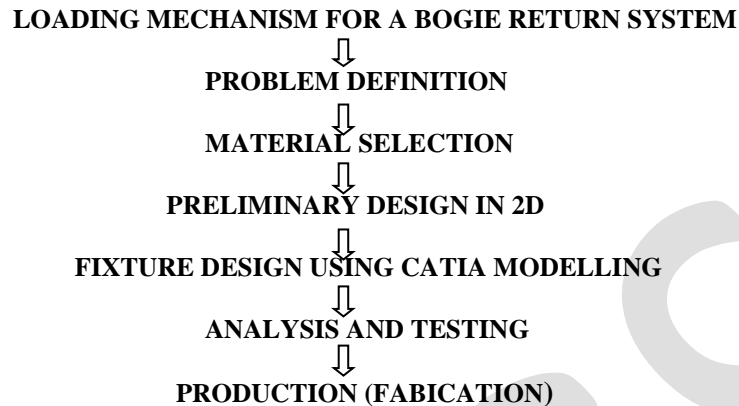 LOADING MECHANISM FOR A BOGIE RETURN SYSTEM
PROBLEM DEFINITION
MATERIAL SELECTION
PRELIMINARY DESIGN IN 2D
FIXTURE DESIGN USING CATIA MODELLING
ANALYSIS AND TESTING
PRODUCTION (FABICATION)